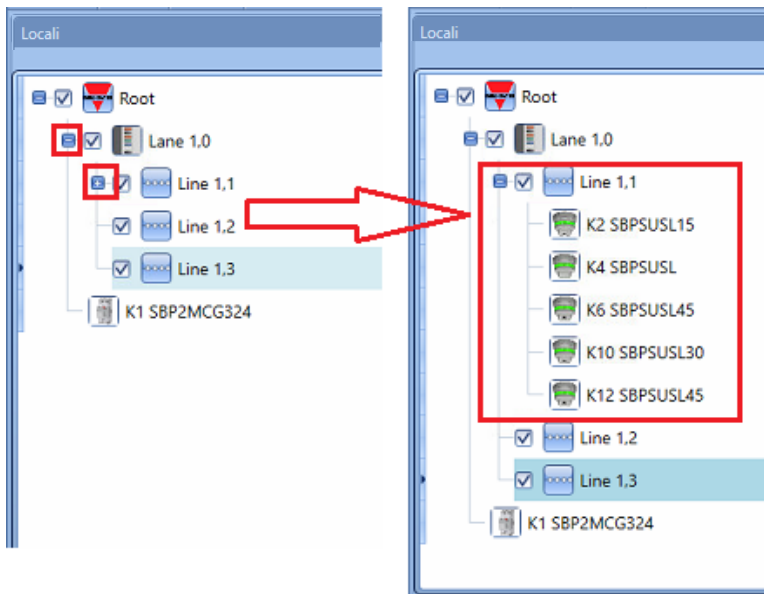 Locali
Root
Lane 1,0
Line 1,1
Line 1,2
Line 1,3
K1 SBP2MCG324
Locali
Root
Lane 1,0
Line 1,1
K2 SBPSUSL15
K4 SBPSUSL
K6 SBPSUSL45
K10 SBPSUSL30
K12 SBPSUSL45
Line 1,2
Line 1,3
K1 SBP2MCG324